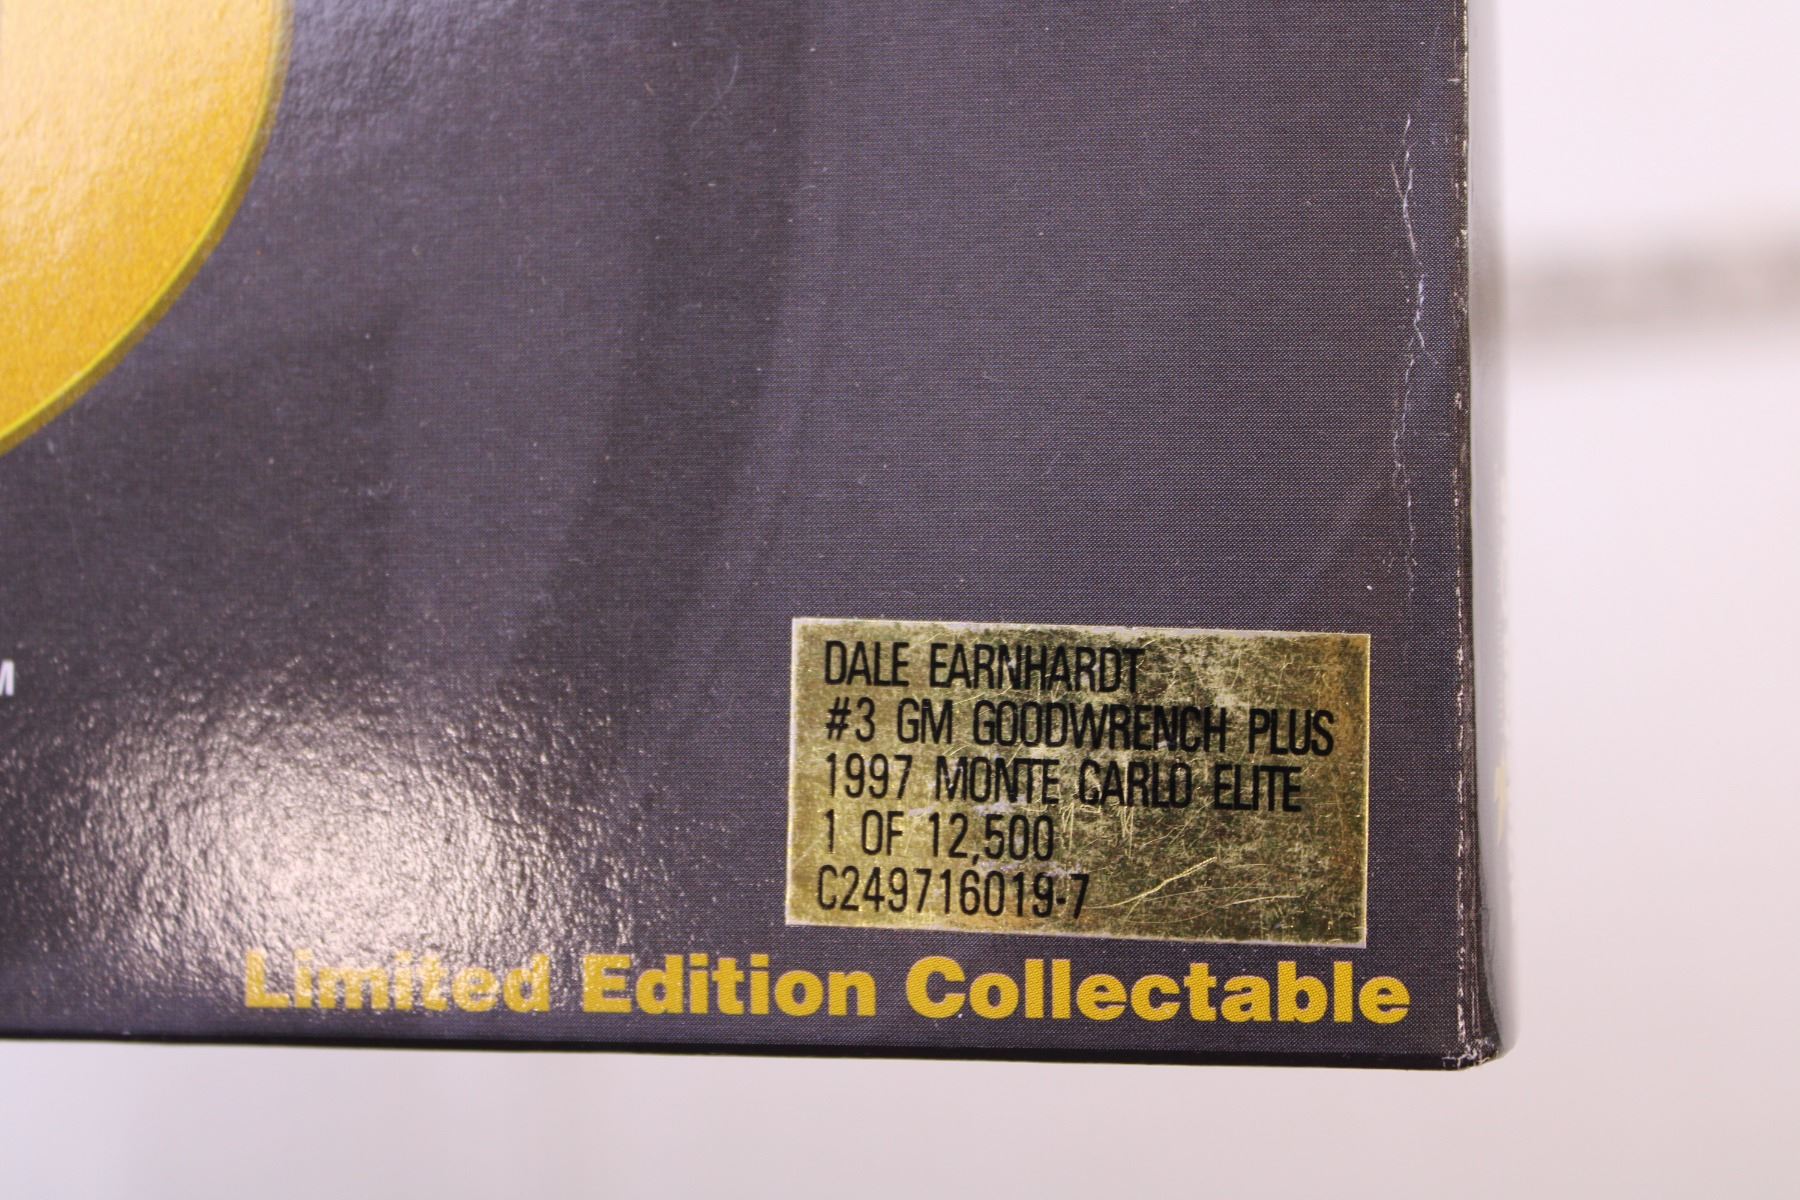 M
DALE EARNHARDT
#3 GM GOODWRENCH PLUS
1997 MONTE CARLO ELITE
1 OF 12,500
C249716019-7
Limited Edition Collectable